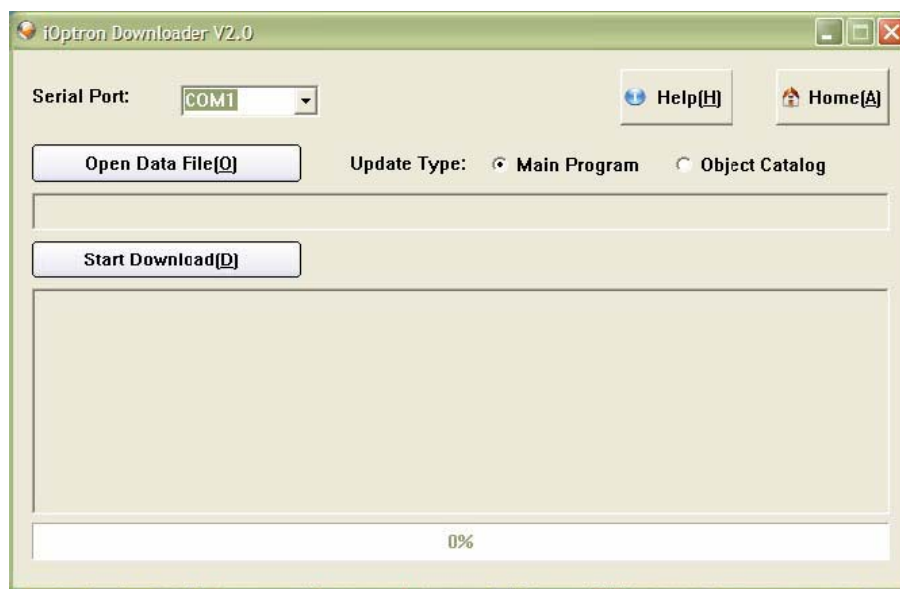 iOptron Downloader V2.0
Serial Port: COM1 Help(H) Home(A)
Open Data File(O) Update Type: Main Program Object Catalog
Start Download(D)
0%